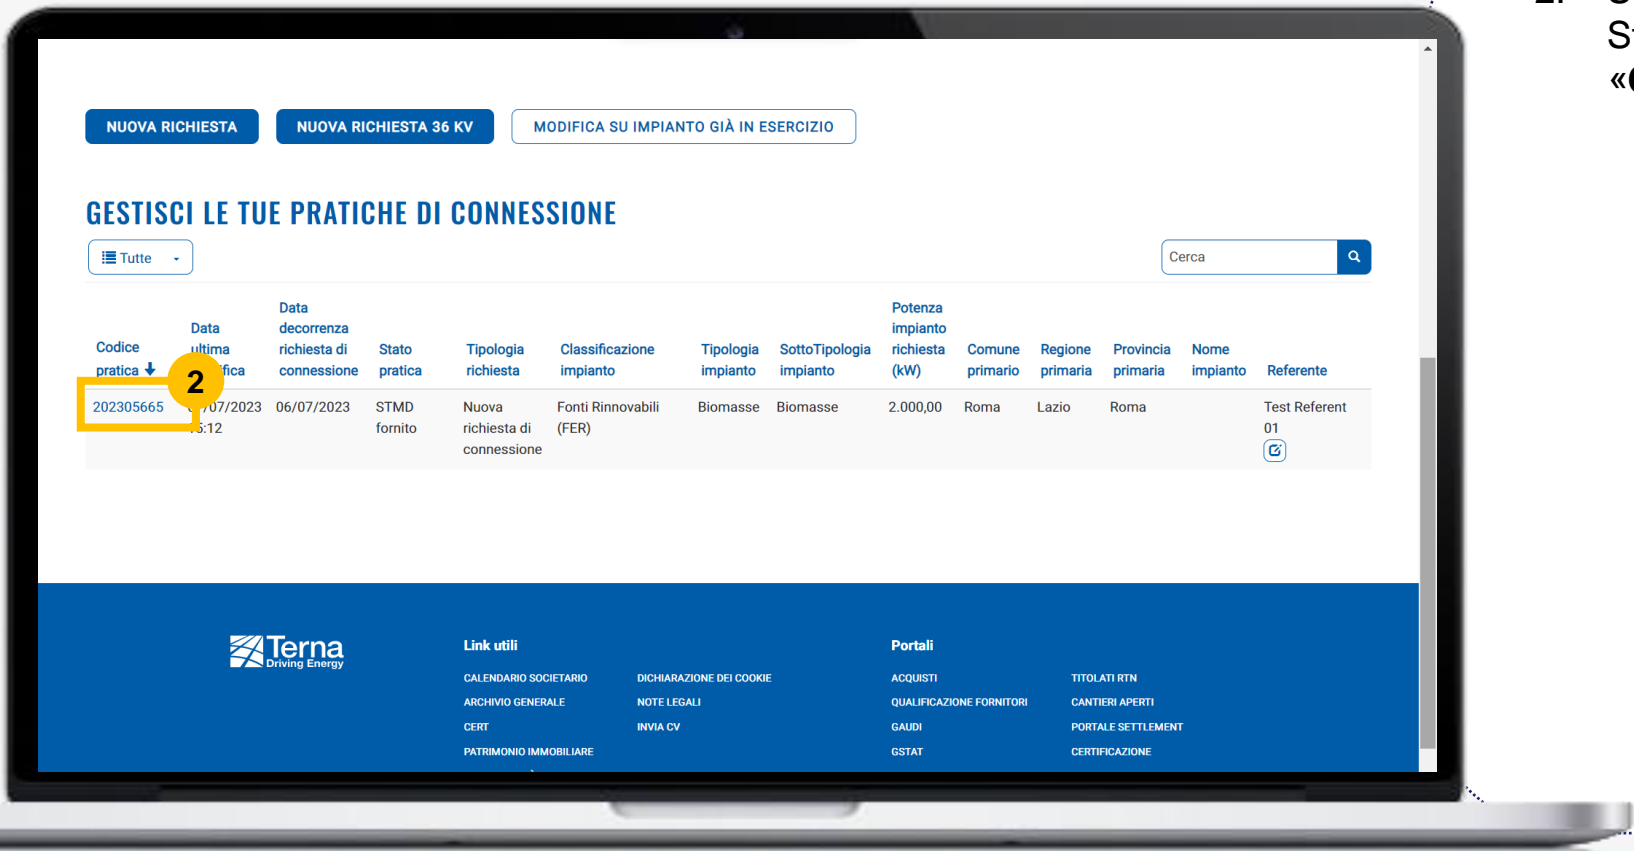 NUOVA RICHIESTA
NUOVA RICHIESTA 36 KV
MODIFICA SU IMPIANTO GIÀ IN ESERCIZIO
GESTISCI LE TUE PRATICHE DI CONNESSIONE
Tutte
Cerca
Codice pratica
Data ultima
Data decorrenza richiesta di connessione
Stato pratica
Tipologia richiesta
Classificazione impianto
Tipologia impianto
SottoTipologia impianto
Potenza impianto richiesta (kW)
Comune primario
Regione primaria
Provincia primaria
Nome impianto
Referente
2
202305665
/07/2023
:12
06/07/2023
STMD fornito
Nuova richiesta di connessione
Fonti Rinnovabili (FER)
Biomasse
Biomasse
2.000,00
Roma
Lazio
Roma
Test Referent 01
Terna
Driving Energy
Link utili
CALENDARIO SOCIETARIO
ARCHIVIO GENERALE
CERT
PATRIMONIO IMMOBILIARE
DICHIARAZIONE DEI COOKIE
NOTE LEGALI
INVIA CV
Portali
ACQUISTI
QUALIFICAZIONE FORNITORI
GAUDI
GSTAT
TITOLATI RTN
CANTIERI APERTI
PORTALE SETTLEMENT
CERTIFICAZIONE